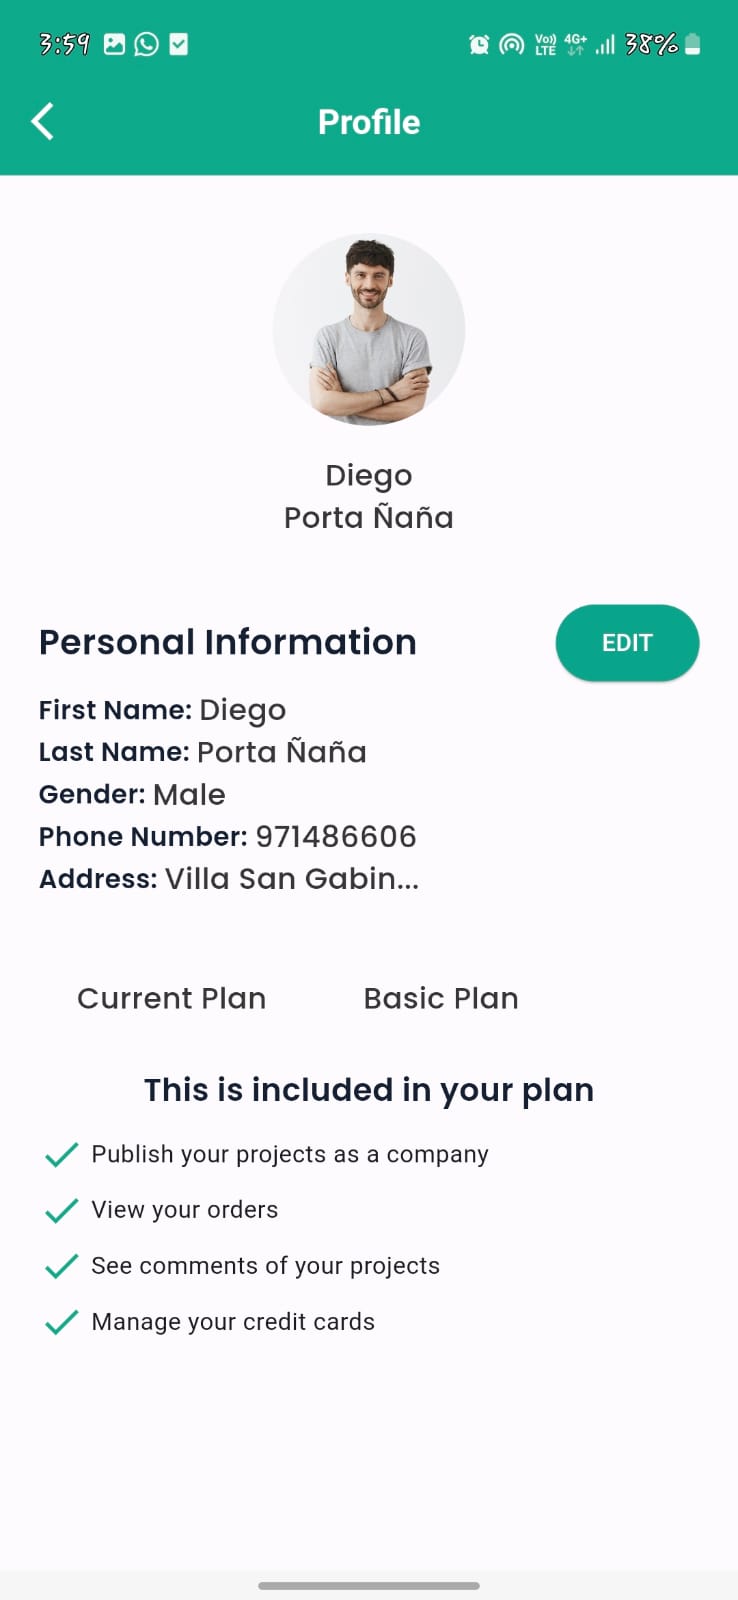 3:59 Vo)) LTE 4G+ 38%
Profile
Diego
Porta Ñaña
Personal Information
EDIT
First Name: Diego
Last Name: Porta Ñaña
Gender: Male
Phone Number: 971486606
Address: Villa San Gabin...
Current Plan Basic Plan
This is included in your plan
Publish your projects as a company
View your orders
See comments of your projects
Manage your credit cards